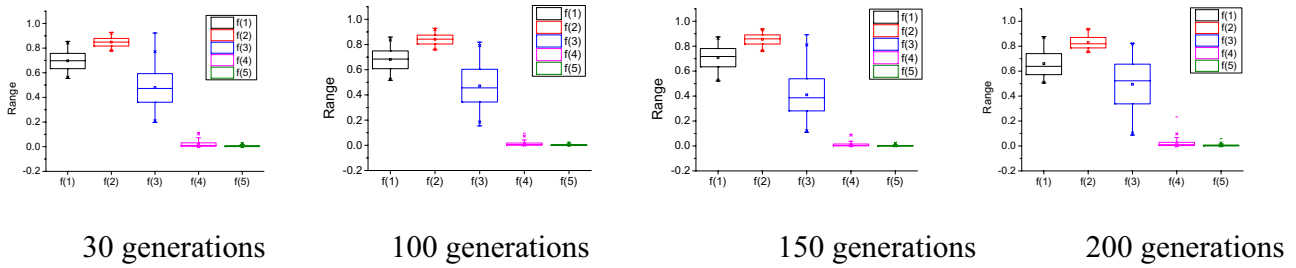 1.0
0.8
0.6
0.4
0.2
0.0
-0.2
Range
f(1) f(2) f(3) f(4) f(5)
f(1)
f(2)
f(3)
f(4)
f(5)
1.0
0.8
0.6
0.4
0.2
0.0
-0.2
Range
f(1) f(2) f(3) f(4) f(5)
f(1)
f(2)
f(3)
f(4)
f(5)
1.0
0.8
0.6
0.4
0.2
0.0
-0.2
Range
f(1) f(2) f(3) f(4) f(5)
f(1)
f(2)
f(3)
f(4)
f(5)
1.0
0.8
0.6
0.4
0.2
0.0
-0.2
Range
f(1) f(2) f(3) f(4) f(5)
f(1)
f(2)
f(3)
f(4)
f(5)
30 generations 100 generations 150 generations 200 generations